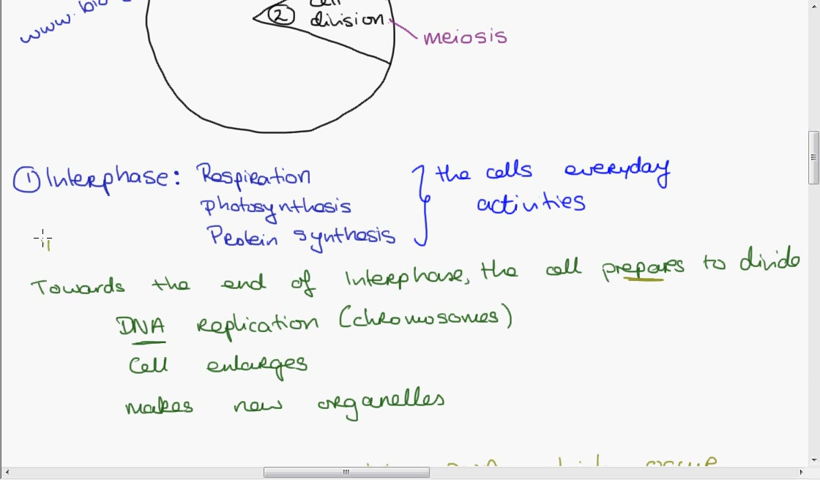 www.bio
② division
meiosis
① Interphase: Respiration
photosynthesis
Protein synthesis
the cells everyday
activities
Towards the end of Interphase, the cell prepares to divide
DNA replication (chromosomes)
Cell enlarges
makes new organelles